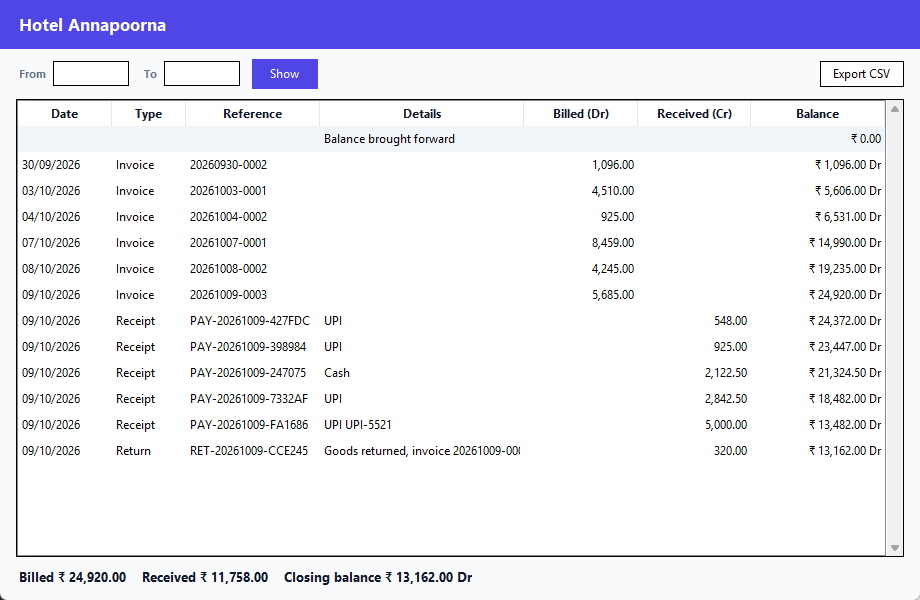 Hotel Annapoorna
From To Show Export CSV
Date Type Reference Details Billed (Dr) Received (Cr) Balance
Balance brought forward ₹ 0.00
30/09/2026 Invoice 20260930-0002 1,096.00 ₹ 1,096.00 Dr
03/10/2026 Invoice 20261003-0001 4,510.00 ₹ 5,606.00 Dr
04/10/2026 Invoice 20261004-0002 925.00 ₹ 6,531.00 Dr
07/10/2026 Invoice 20261007-0001 8,459.00 ₹ 14,990.00 Dr
08/10/2026 Invoice 20261008-0002 4,245.00 ₹ 19,235.00 Dr
09/10/2026 Invoice 20261009-0003 5,685.00 ₹ 24,920.00 Dr
09/10/2026 Receipt PAY-20261009-427FDC UPI 548.00 ₹ 24,372.00 Dr
09/10/2026 Receipt PAY-20261009-398984 UPI 925.00 ₹ 23,447.00 Dr
09/10/2026 Receipt PAY-20261009-247075 Cash 2,122.50 ₹ 21,324.50 Dr
09/10/2026 Receipt PAY-20261009-7332AF UPI 2,842.50 ₹ 18,482.00 Dr
09/10/2026 Receipt PAY-20261009-FA1686 UPI UPI-5521 5,000.00 ₹ 13,482.00 Dr
09/10/2026 Return RET-20261009-CCE245 Goods returned, invoice 20261009-00 320.00 ₹ 13,162.00 Dr
Billed ₹ 24,920.00 Received ₹ 11,758.00 Closing balance ₹ 13,162.00 Dr